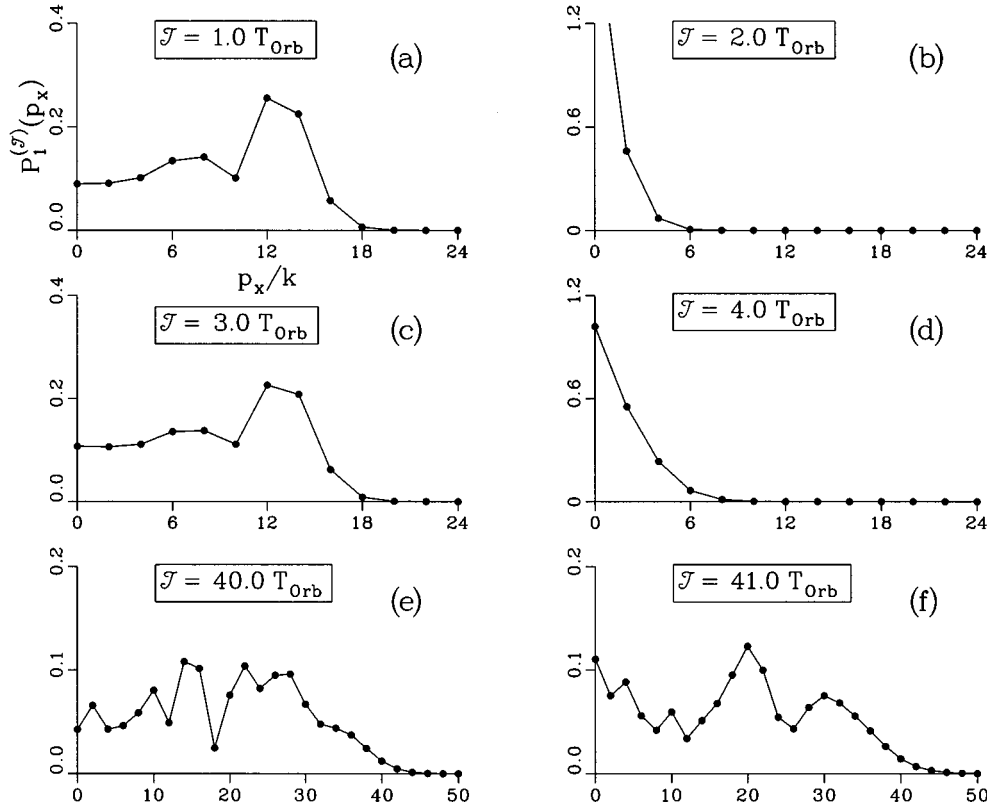 0.4
𝒯 = 1.0 T_Orb
(a)
P_1^(𝒯)(p_x)
0.2
0.0
0 6 12 18 24
p_x/k
1.2
𝒯 = 2.0 T_Orb
(b)
0.6
0
0 6 12 18 24
0.4
𝒯 = 3.0 T_Orb
(c)
0.2
0.0
0 6 12 18 24
1.2
𝒯 = 4.0 T_Orb
(d)
0.6
0
0 6 12 18 24
0.2
𝒯 = 40.0 T_Orb
(e)
0.1
0.0
0 10 20 30 40 50
0.2
𝒯 = 41.0 T_Orb
(f)
0.1
0.0
0 10 20 30 40 50